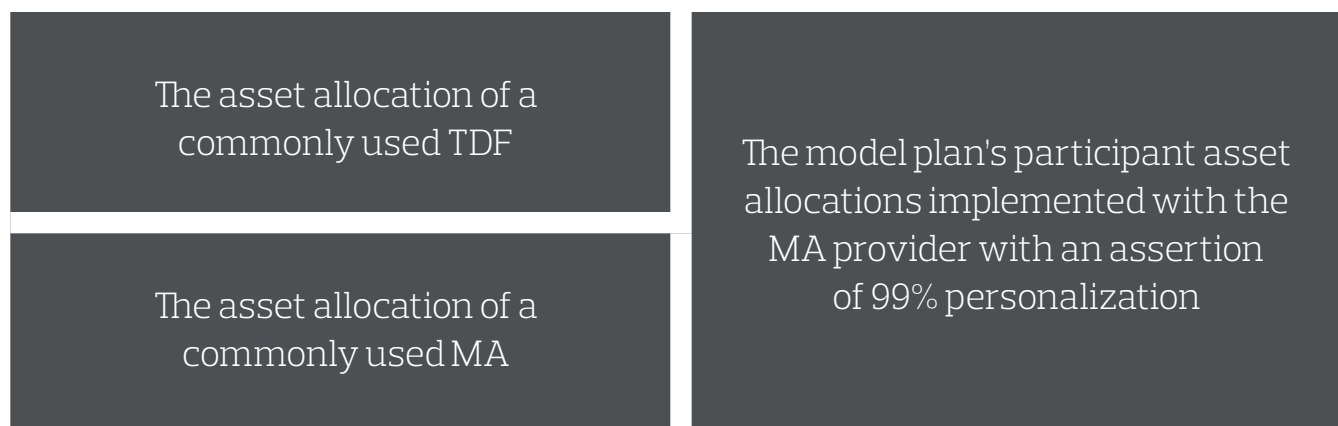 The asset allocation of a
commonly used TDF
The asset allocation of a
commonly used MA
The model plan's participant asset
allocations implemented with the
MA provider with an assertion
of 99% personalization